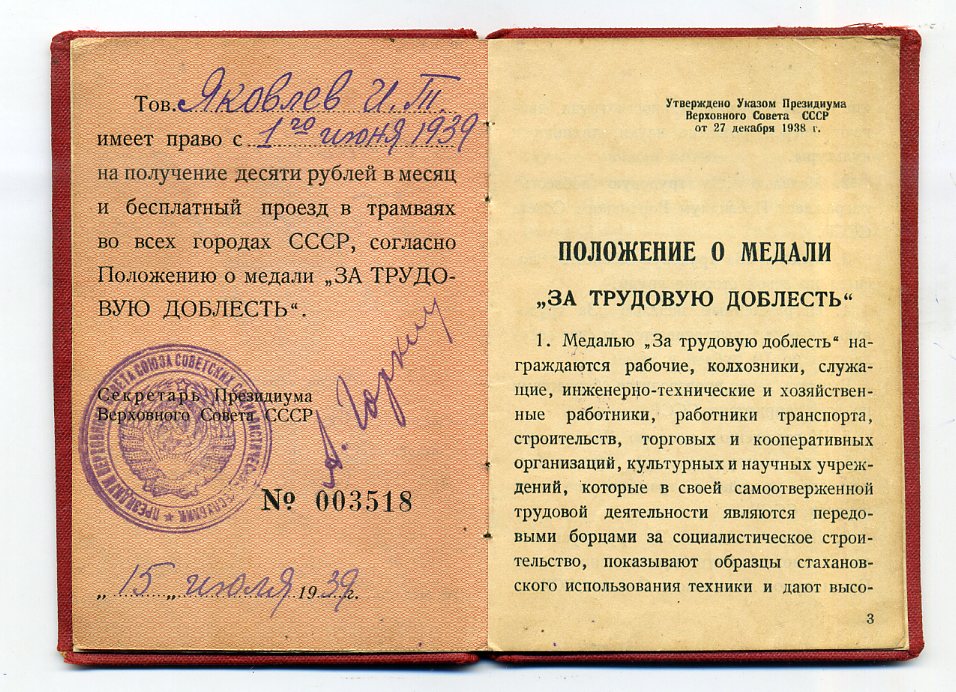 Тов. Яковлев И.Т.
имеет право с 1го июня 1939
на получение десяти рублей в месяц
и бесплатный проезд в трамваях
во всех городах СССР, согласно
Положению о медали „ЗА ТРУДО-
ВУЮ ДОБЛЕСТЬ“.
Секретарь Президиума
Верховного Совета СССР
А. Горкин
№ 003518
„15„ июля 1939г.
Утверждено Указом Президиума
Верховного Совета СССР
от 27 декабря 1938 г.
ПОЛОЖЕНИЕ О МЕДАЛИ
„ЗА ТРУДОВУЮ ДОБЛЕСТЬ“
1. Медалью „За трудовую доблесть“ на-
граждаются рабочие, колхозники, служа-
щие, инженерно-технические и хозяйствен-
ные работники, работники транспорта,
строительств, торговых и кооперативных
организаций, культурных и научных учреж-
дений, которые в своей самоотверженной
трудовой деятельности являются передо-
выми борцами за социалистическое строи-
тельство, показывают образцы стаханов-
ского использования техники и дают высо-
3